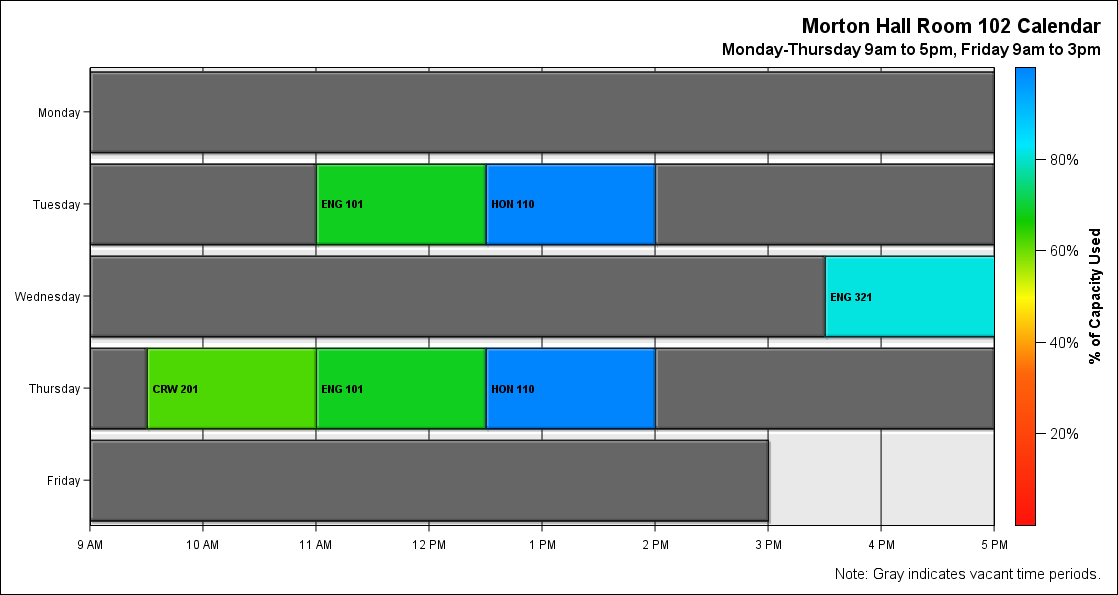 Morton Hall Room 102 Calendar
Monday-Thursday 9am to 5pm, Friday 9am to 3pm
Monday
Tuesday
ENG 101
HON 110
Wednesday
ENG 321
Thursday
CRW 201
ENG 101
HON 110
Friday
9 AM
10 AM
11 AM
12 PM
1 PM
2 PM
3 PM
4 PM
5 PM
80%
60%
40%
20%
% of Capacity Used
Note: Gray indicates vacant time periods.